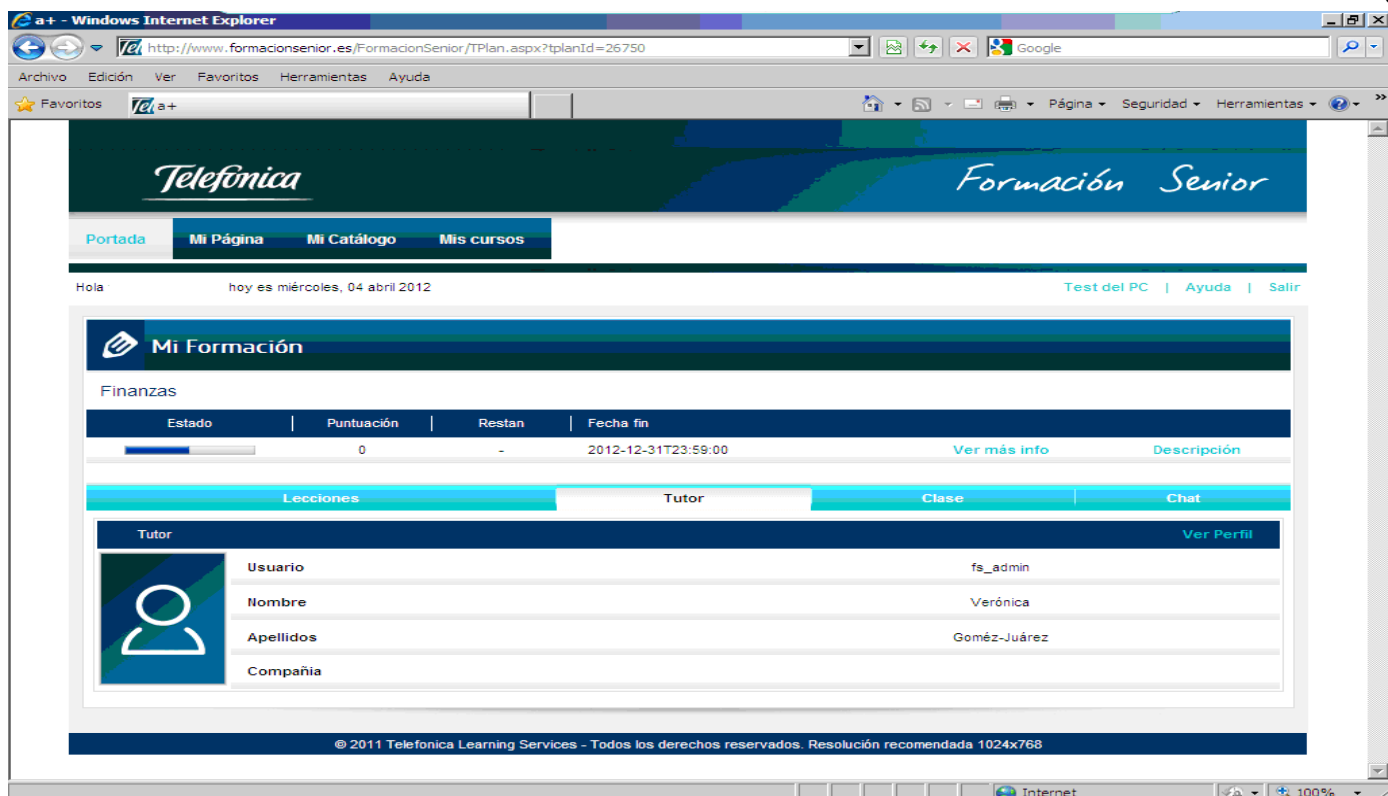 a+ - Windows Internet Explorer
http://www.formacionsenior.es/FormacionSenior/TPlan.aspx?tplanId=26750
Google
Archivo Edición Ver Favoritos Herramientas Ayuda
Favoritos a+ Página Seguridad Herramientas
Telefónica Formación Senior
Portada Mi Página Mi Catálogo Mis cursos
Hola hoy es miércoles, 04 abril 2012 Test del PC | Ayuda | Salir
Mi Formación
Finanzas
Estado Puntuación Restan Fecha fin
0 - 2012-12-31T23:59:00 Ver más info Descripción
Lecciones Tutor Clase Chat
Tutor Ver Perfil
Usuario fs_admin
Nombre Verónica
Apellidos Goméz-Juárez
Compañia
© 2011 Telefonica Learning Services - Todos los derechos reservados. Resolución recomendada 1024x768
Internet 100%